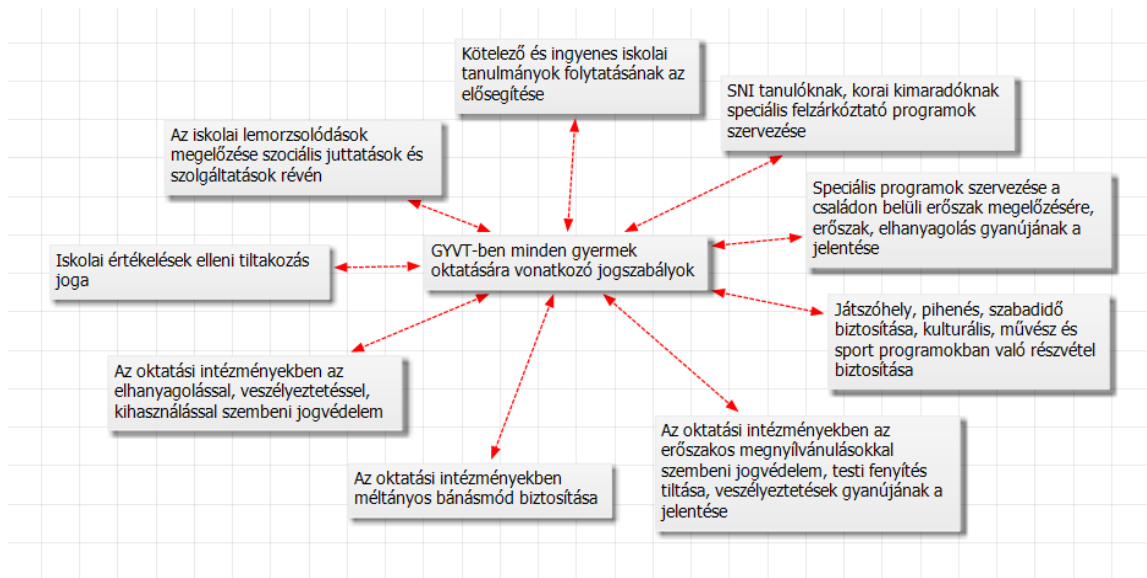 Kötelező és ingyenes iskolai
tanulmányok folytatásának az
elősegítése
SNI tanulóknak, korai kimaradóknak
speciális felzárkóztató programok
szervezése
Az iskolai lemorzsolódások
megelőzése szociális juttatások és
szolgáltatások révén
Speciális programok szervezése a
családon belüli erőszak megelőzésére,
erőszak, elhanyagolás gyanújának a
jelentése
GYVT-ben minden gyermek
oktatására vonatkozó jogszabályok
Iskolai értékelések elleni tiltakozás
joga
Játszóhely, pihenés, szabadidő
biztosítása, kulturális, művész és
sport programokban való részvétel
biztosítása
Az oktatási intézményekben az
elhanyagolással, veszélyeztetéssel,
kihasználással szembeni jogvédelem
Az oktatási intézményekben az
erőszakos megnyílvánulásokkal
szembeni jogvédelem, testi fenyítés
tiltása, veszélyeztetések gyanújának a
jelentése
Az oktatási intézményekben
méltányos bánásmód biztosítása